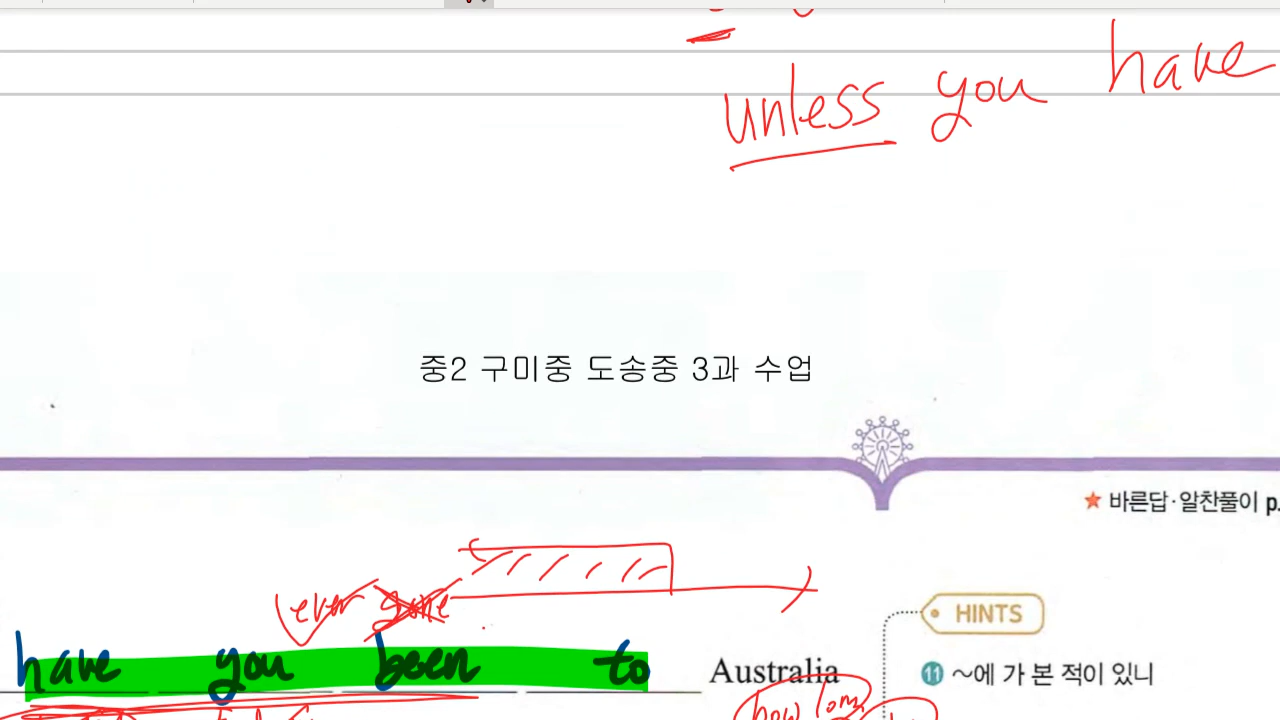 unless you have
중2 구미중 도송중 3과 수업
★ 바른답·알찬풀이 p.
ever gone
HINTS
have you been to Australia
11 ~에 가 본 적이 있니
how long